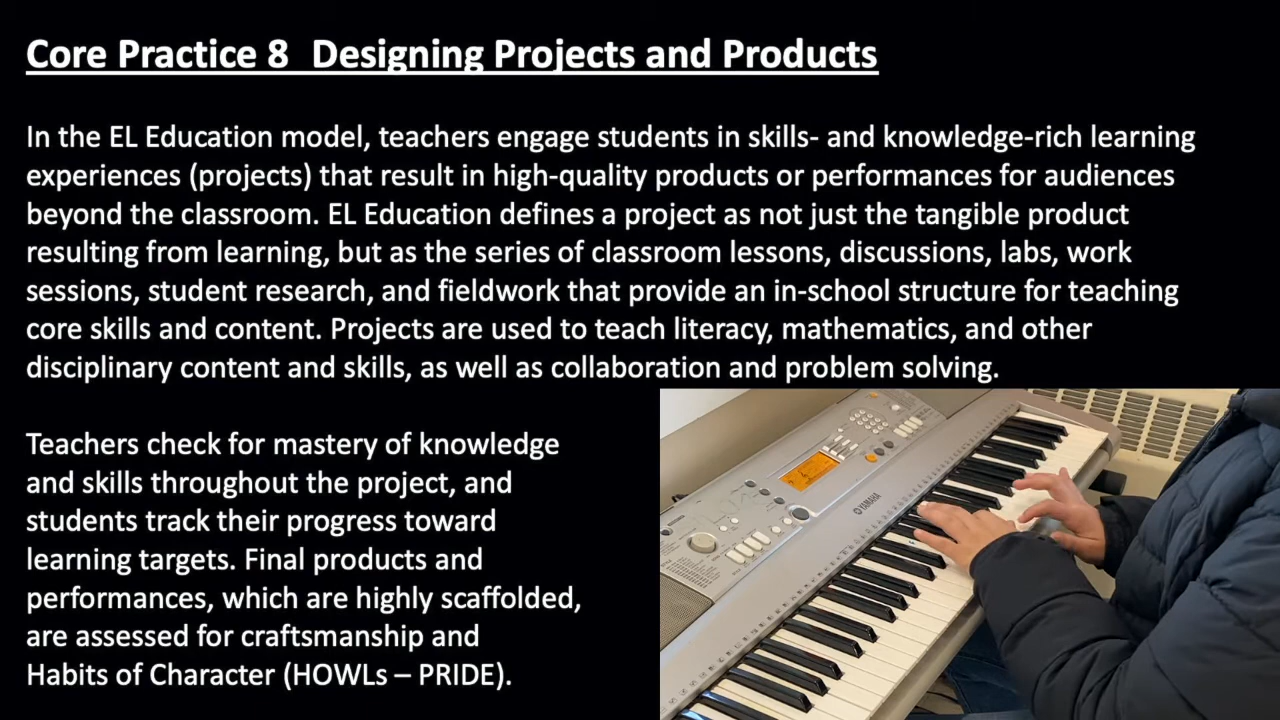 Core Practice 8  Designing Projects and Products
In the EL Education model, teachers engage students in skills- and knowledge-rich learning
experiences (projects) that result in high-quality products or performances for audiences
beyond the classroom. EL Education defines a project as not just the tangible product
resulting from learning, but as the series of classroom lessons, discussions, labs, work
sessions, student research, and fieldwork that provide an in-school structure for teaching
core skills and content. Projects are used to teach literacy, mathematics, and other
disciplinary content and skills, as well as collaboration and problem solving.
Teachers check for mastery of knowledge
and skills throughout the project, and
students track their progress toward
learning targets. Final products and
performances, which are highly scaffolded,
are assessed for craftsmanship and
Habits of Character (HOWLs – PRIDE).
YAMAHA